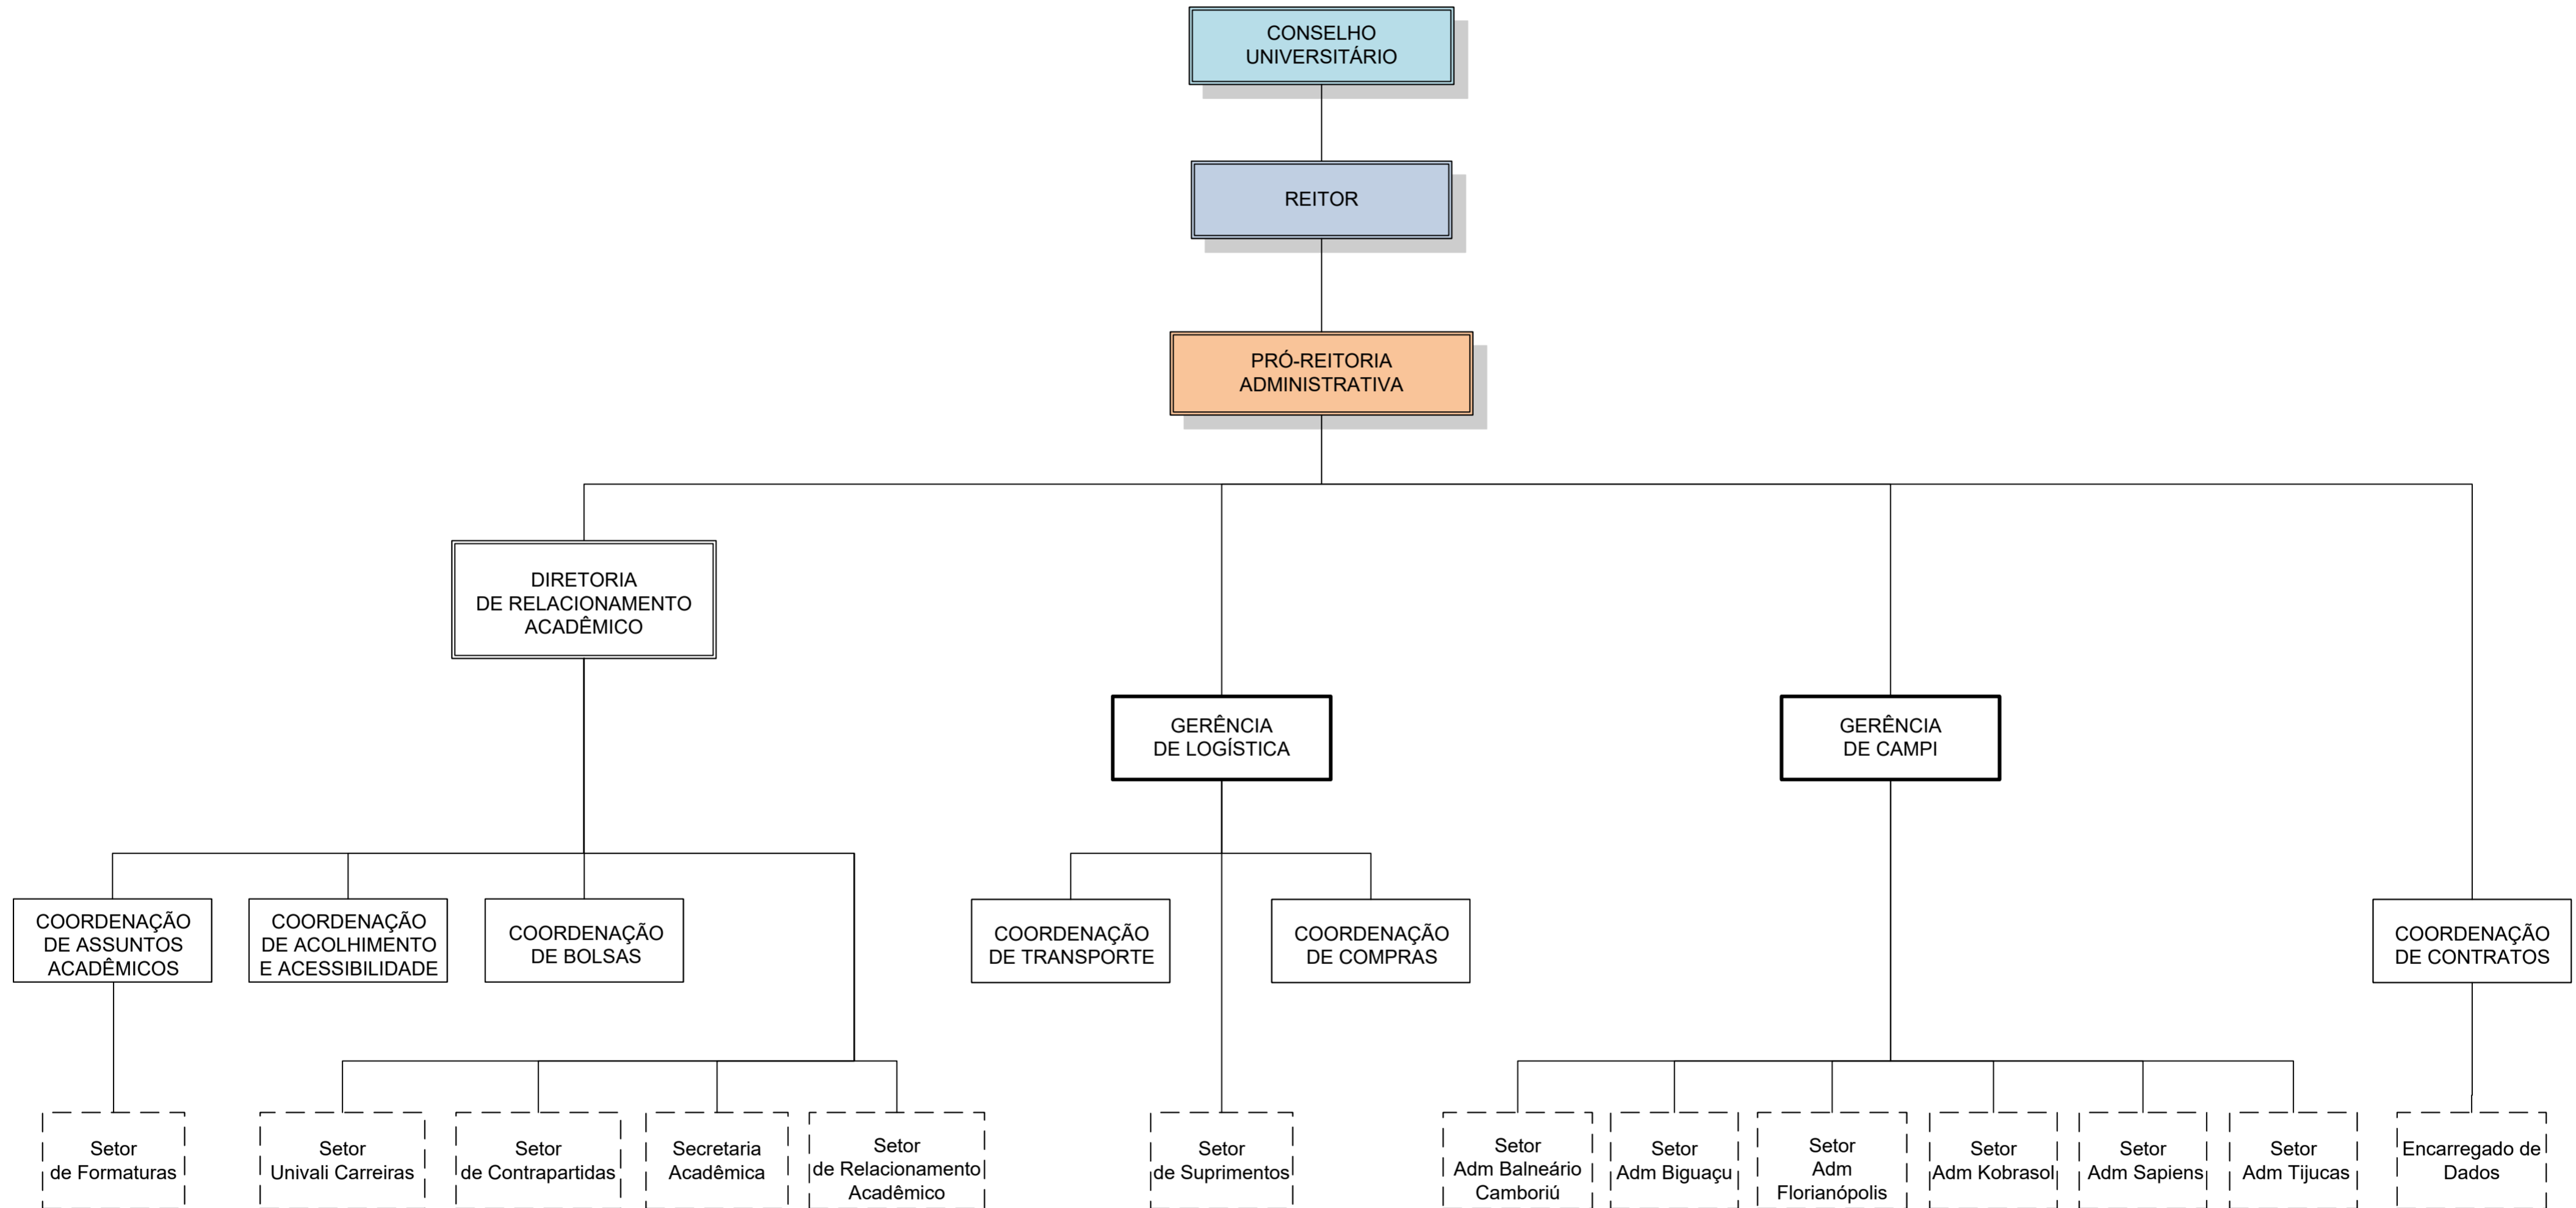 CONSELHO
UNIVERSITÁRIO
REITOR
PRÓ-REITORIA
ADMINISTRATIVA
DIRETORIA
DE RELACIONAMENTO
ACADÊMICO
GERÊNCIA
DE LOGÍSTICA
GERÊNCIA
DE CAMPI
COORDENAÇÃO
DE ASSUNTOS
ACADÊMICOS
COORDENAÇÃO
DE ACOLHIMENTO
E ACESSIBILIDADE
COORDENAÇÃO
DE BOLSAS
COORDENAÇÃO
DE TRANSPORTE
COORDENAÇÃO
DE COMPRAS
COORDENAÇÃO
DE CONTRATOS
Setor
de Formaturas
Setor
Univali Carreiras
Setor
de Contrapartidas
Secretaria
Acadêmica
Setor
de Relacionamento
Acadêmico
Setor
de Suprimentos
Setor
Adm Balneário
Camboriú
Setor
Adm Biguaçu
Setor
Adm
Florianópolis
Setor
Adm Kobrasol
Setor
Adm Sapiens
Setor
Adm Tijucas
Encarregado de
Dados